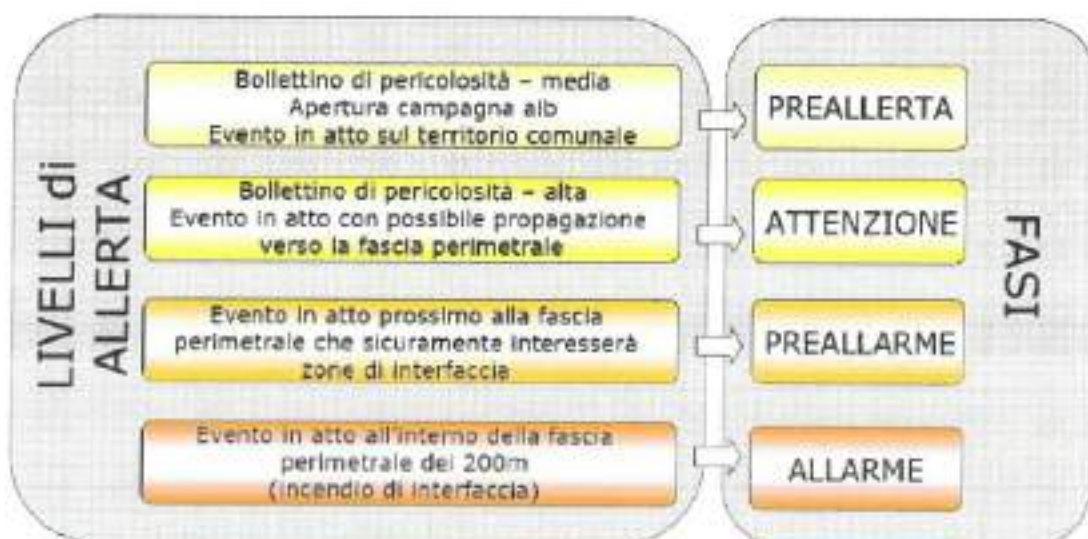 LIVELLI di
ALLERTA
Bollettino di pericolosità – media
Apertura campagna aib
Evento in atto sul territorio comunale
PREALLERTA
Bollettino di pericolosità – alta
Evento in atto con possibile propagazione
verso la fascia perimetrale
ATTENZIONE
Evento in atto prossimo alla fascia
perimetrale che sicuramente interesserà
zone di interfaccia
PREALLARME
Evento in atto all'interno della fascia
perimetrale dei 200m
(incendio di interfaccia)
ALLARME
FASI